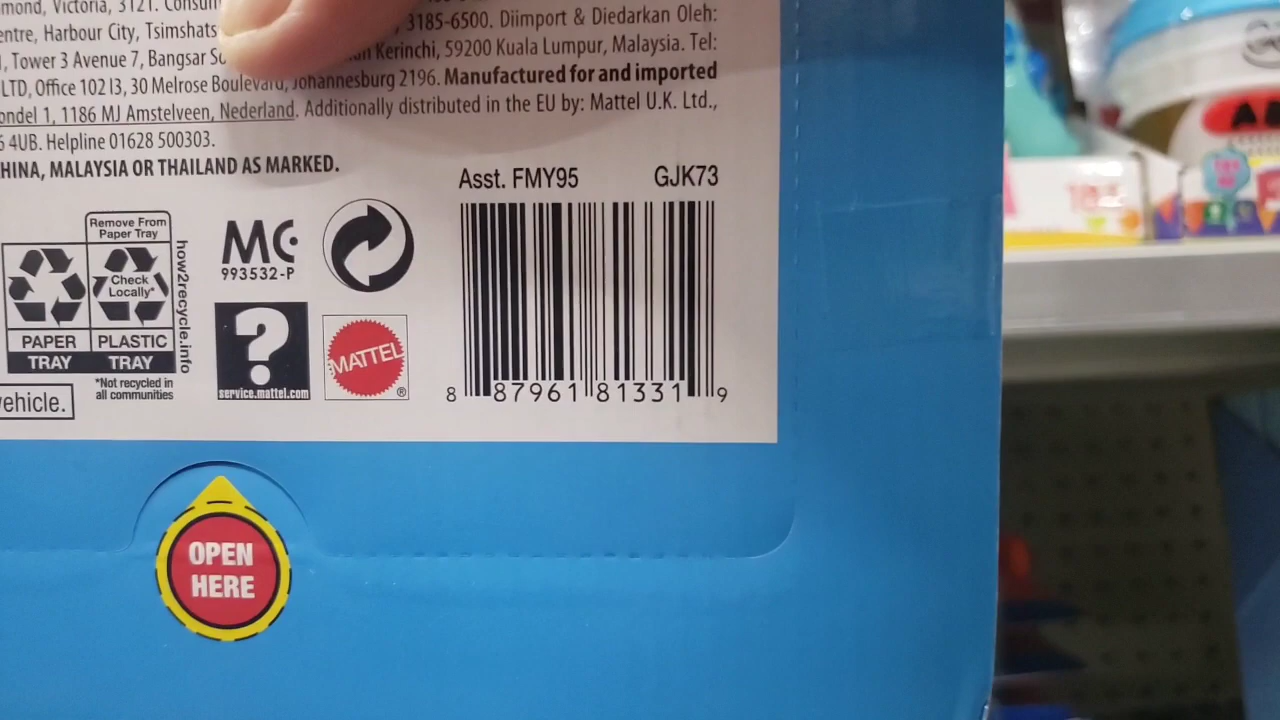 mond, Victoria, 3121. Consum
entre, Harbour City, Tsimshats
, 3185-6500. Diimport & Diedarkan Oleh:
, Tower 3 Avenue 7, Bangsar So
Kerinchi, 59200 Kuala Lumpur, Malaysia. Tel:
LTD, Office 102 I3, 30 Melrose Boulevard, Johannesburg 2196. Manufactured for and imported
ondel 1, 1186 MJ Amstelveen, Nederland. Additionally distributed in the EU by: Mattel U.K. Ltd.,
6 4UB. Helpline 01628 500303.
HINA, MALAYSIA OR THAILAND AS MARKED.
Asst. FMY95 GJK73
Remove From
Paper Tray
Check
Locally*
PAPER PLASTIC
TRAY TRAY
how2recycle.info
*Not recycled in
all communities
ehicle.
MC
993532-P
?
service.mattel.com
MATTEL
®
8 87961 81331 9
OPEN
HERE